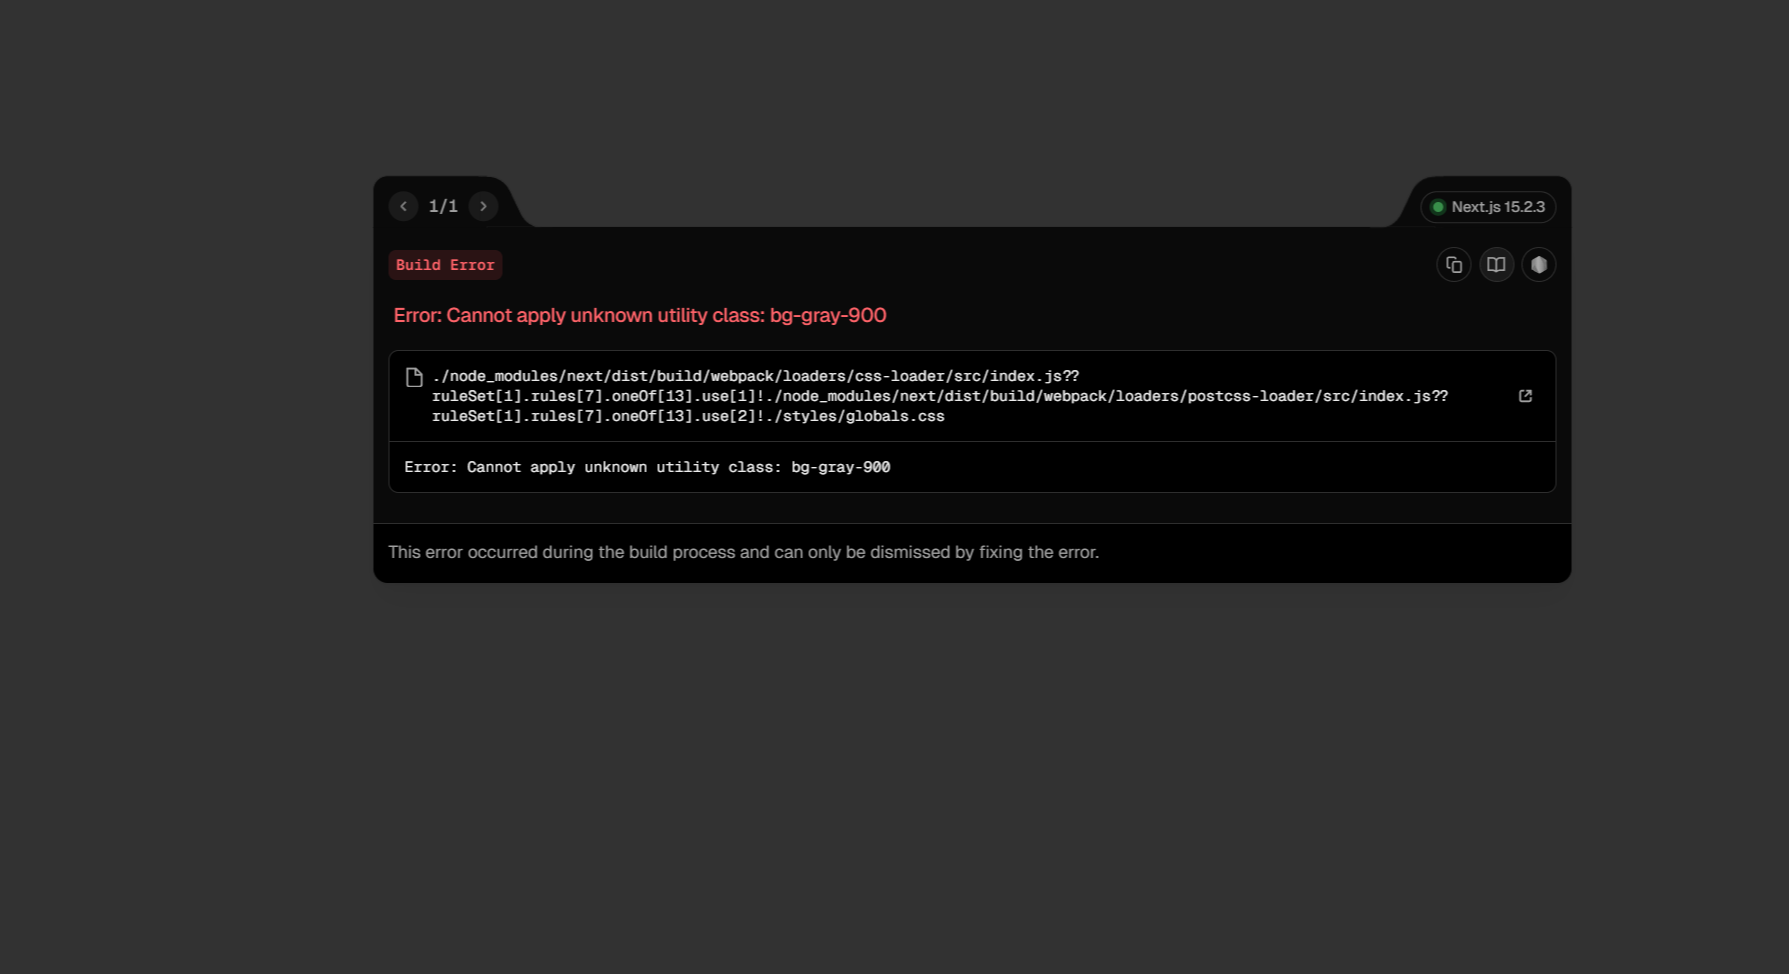 1/1
Next.js 15.2.3
Build Error
Error: Cannot apply unknown utility class: bg-gray-900
./node_modules/next/dist/build/webpack/loaders/css-loader/src/index.js??
ruleSet[1].rules[7].oneOf[13].use[1]!./node_modules/next/dist/build/webpack/loaders/postcss-loader/src/index.js??
ruleSet[1].rules[7].oneOf[13].use[2]!./styles/globals.css
Error: Cannot apply unknown utility class: bg-gray-900
This error occurred during the build process and can only be dismissed by fixing the error.